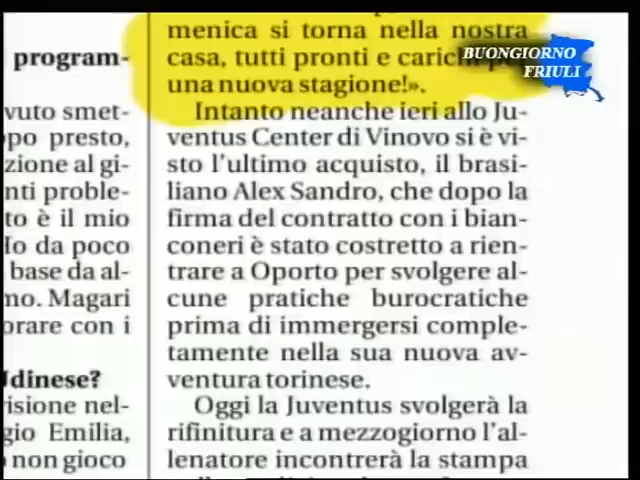 program-
vuto smet-
po presto,
zione al gi-
nti proble-
to è il mio
Ho da poco
base da al-
mo. Magari
orare con i
Udinese?
visione nel-
gio Emilia,
non gioco
menica si torna nella nostra
casa, tutti pronti e carichi
una nuova stagione!».
Intanto neanche ieri allo Ju-
ventus Center di Vinovo si è vi-
sto l'ultimo acquisto, il brasi-
liano Alex Sandro, che dopo la
firma del contratto con i bian-
coneri è stato costretto a rien-
trare a Oporto per svolgere al-
cune pratiche burocratiche
prima di immergersi comple-
tamente nella sua nuova av-
ventura torinese.
Oggi la Juventus svolgerà la
rifinitura e a mezzogiorno l'al-
lenatore incontrerà la stampa
BUONGIORNO
FRIULI